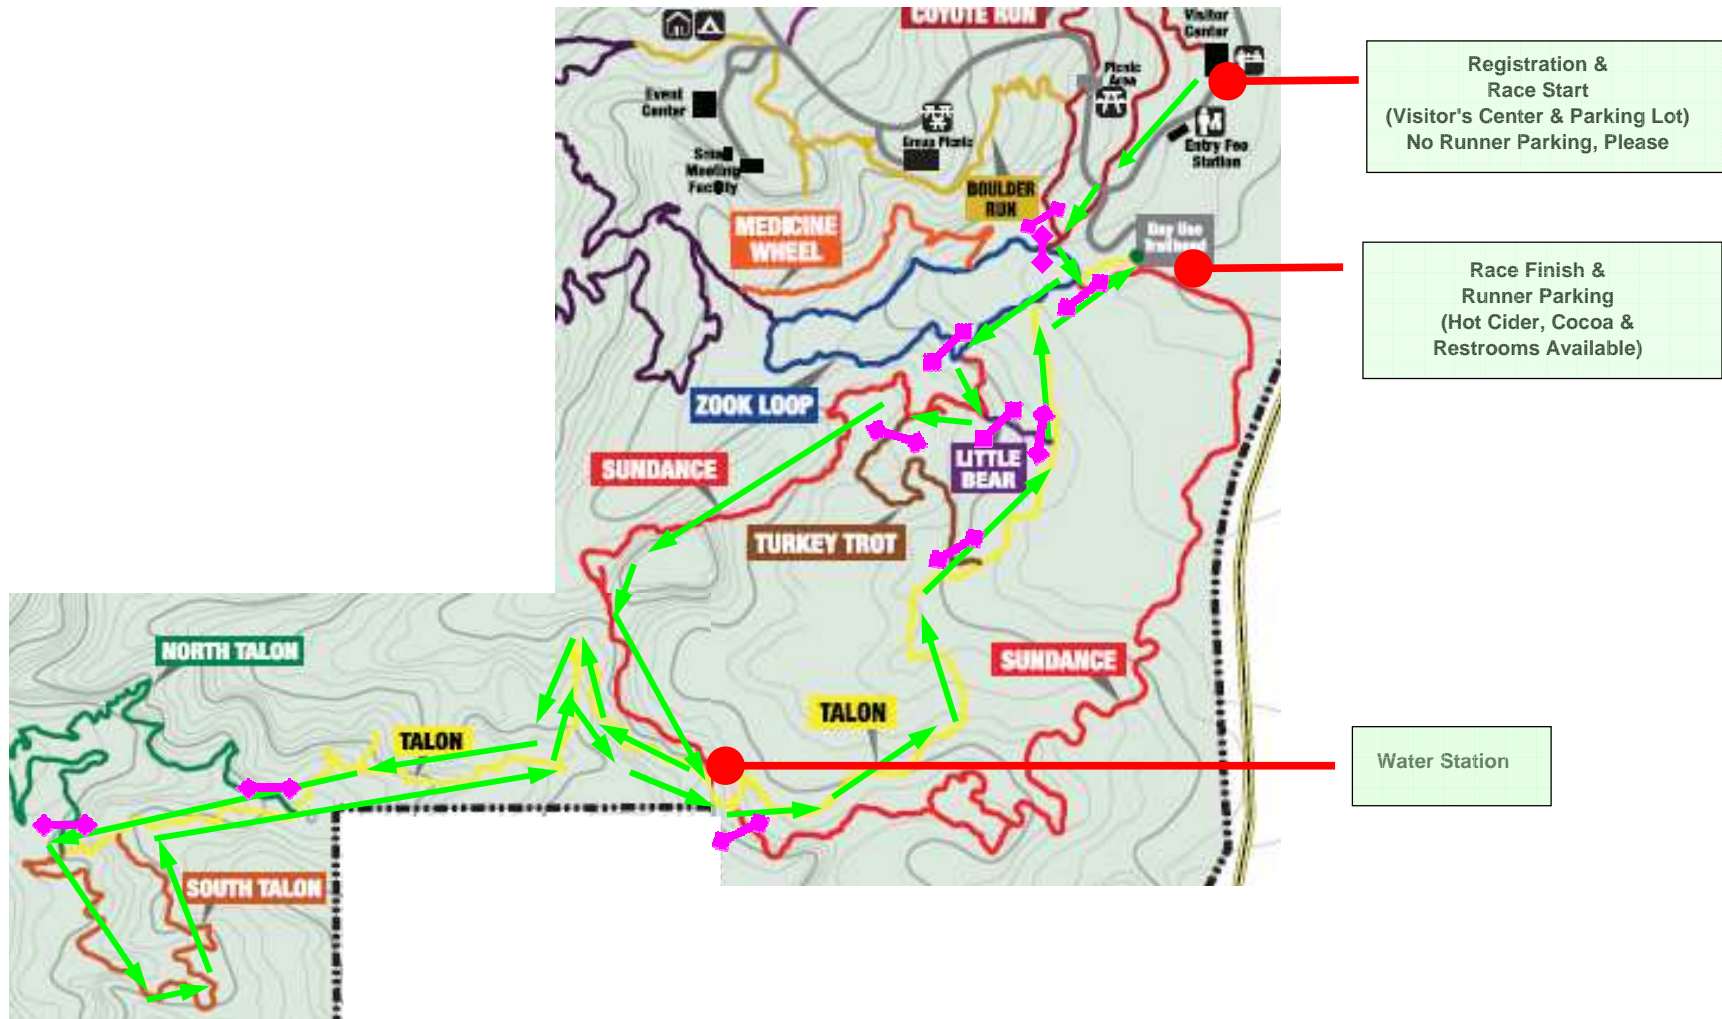 COYOTE RUN
Visitor
Center
Picnic
Area
Event
Center
Group Picnic
Entry Fee
Station
Small
Meeting
Facility
BOULDER
RUN
MEDICINE
WHEEL
Day Use
Trailhead
ZOOK LOOP
SUNDANCE
LITTLE
BEAR
TURKEY TROT
NORTH TALON
SUNDANCE
TALON
TALON
SOUTH TALON
Registration &
Race Start
(Visitor's Center & Parking Lot)
No Runner Parking, Please
Race Finish &
Runner Parking
(Hot Cider, Cocoa &
Restrooms Available)
Water Station